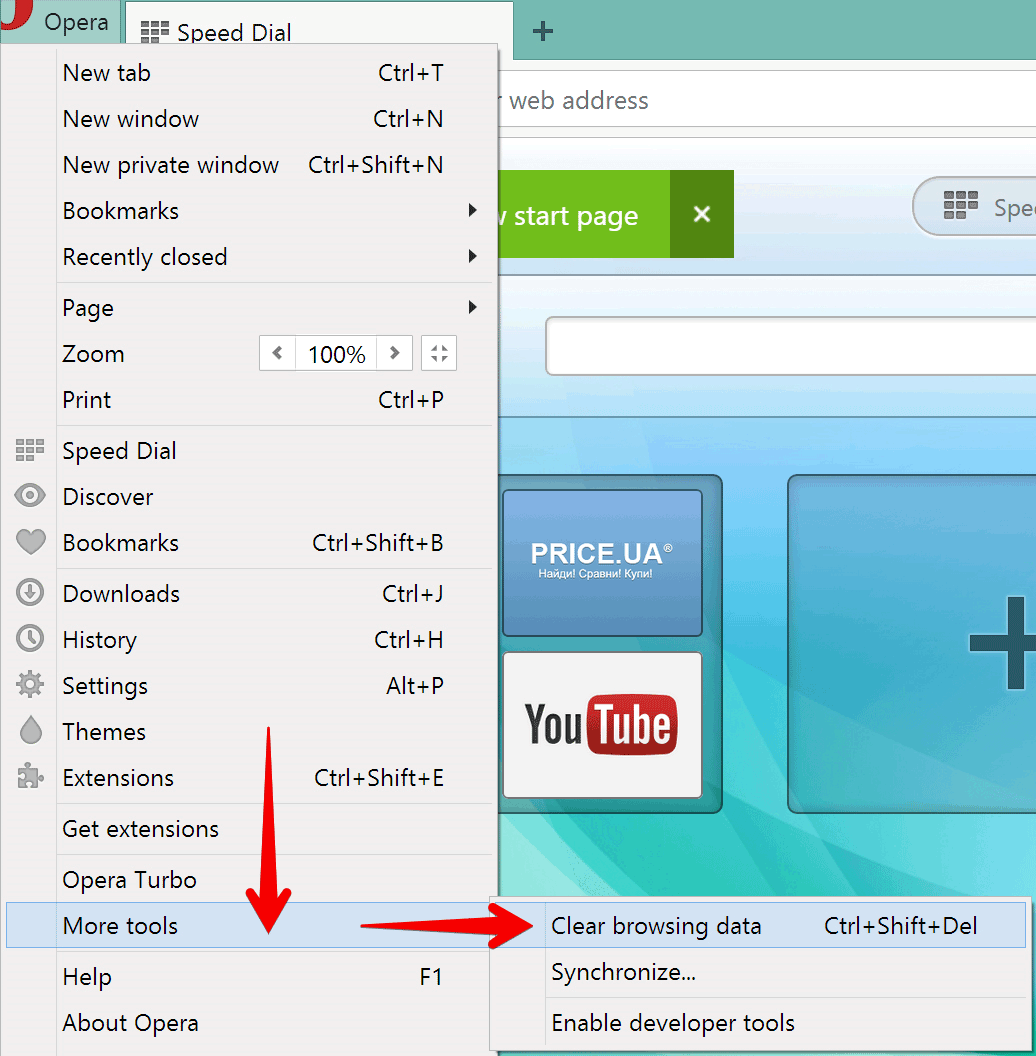 Opera
Speed Dial
New tab Ctrl+T
New window Ctrl+N
web address
New private window Ctrl+Shift+N
Bookmarks
Recently closed
start page
Page
Zoom 100%
Print Ctrl+P
Speed Dial
Discover
Bookmarks Ctrl+Shift+B
PRICE.UA®
Найди! Сравни! Купи!
Downloads Ctrl+J
History Ctrl+H
Settings Alt+P
Themes
Extensions Ctrl+Shift+E
YouTube
Get extensions
Opera Turbo
More tools
Help F1
About Opera
Clear browsing data Ctrl+Shift+Del
Synchronize...
Enable developer tools